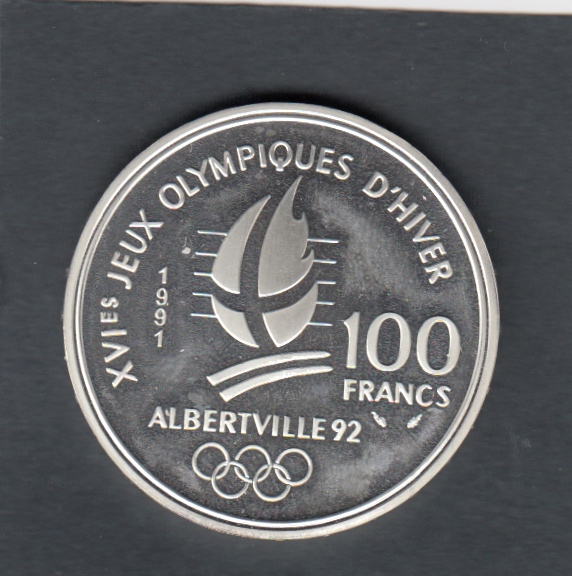 XVIES JEUX OLYMPIQUES D'HIVER
1991
100
FRANCS
ALBERTVILLE 92